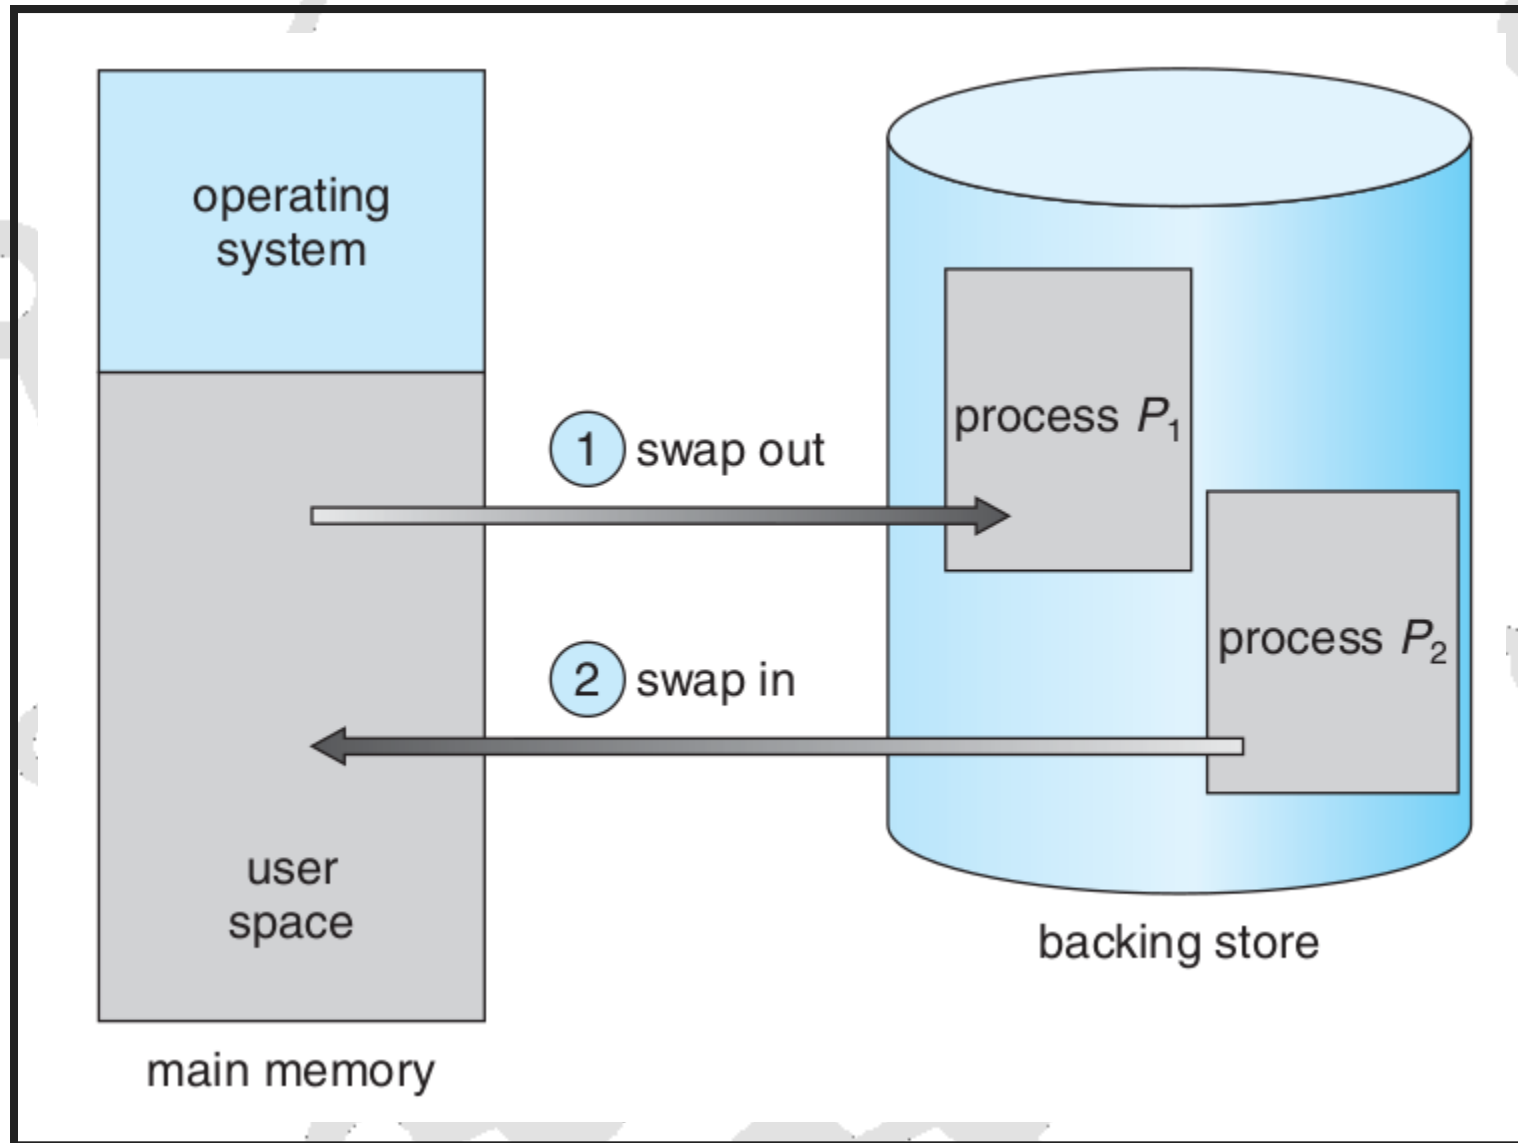 operating
system
1 swap out
process P₁
2 swap in
process P₂
user
space
backing store
main memory